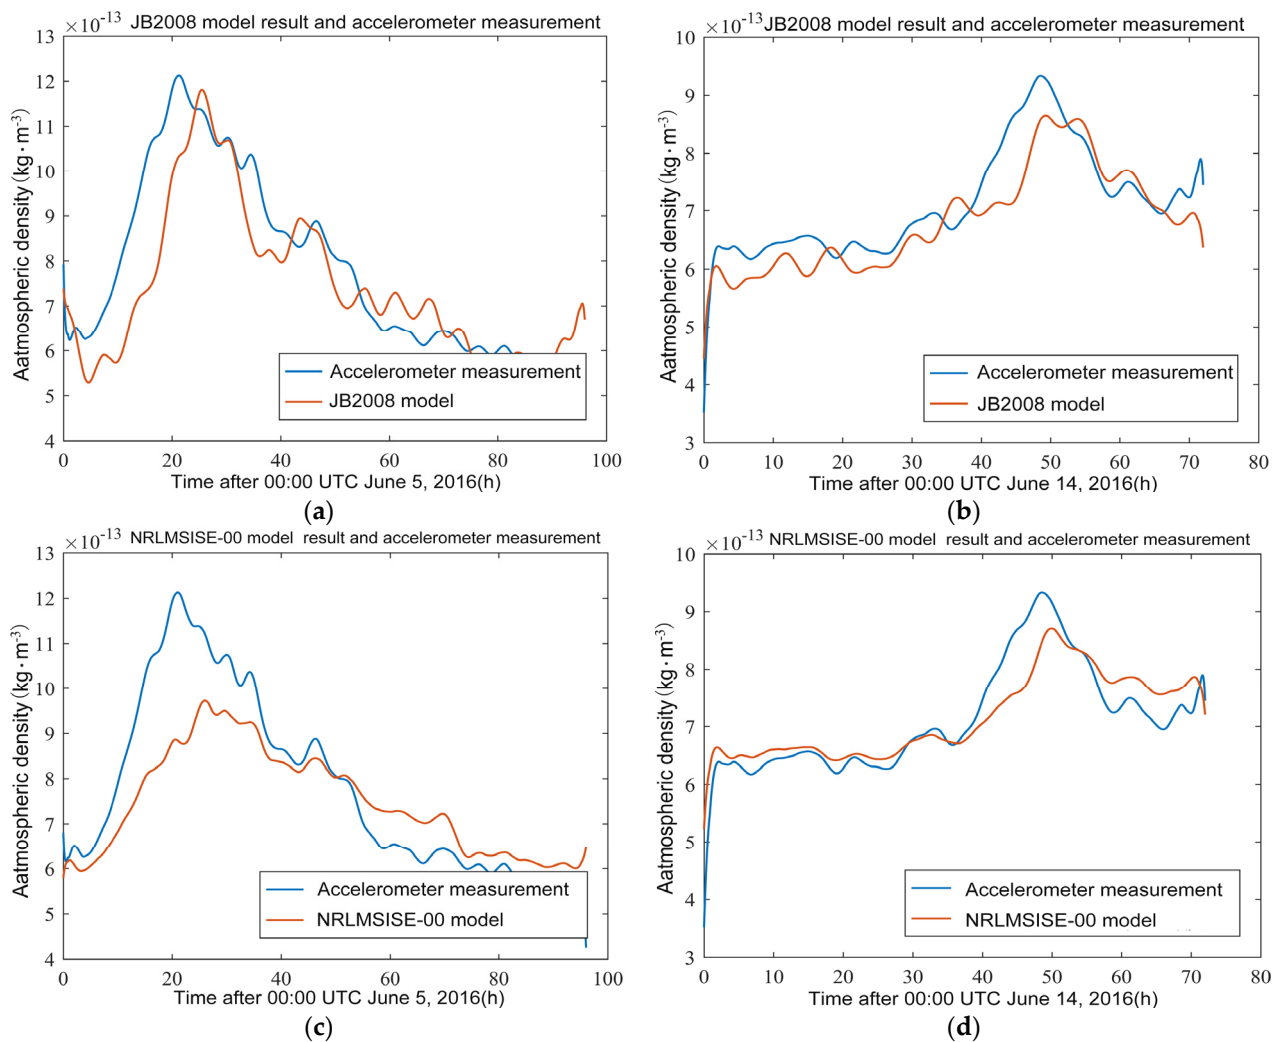 ×10⁻¹³ JB2008 model result and accelerometer measurement
13
12
11
10
9
8
7
6
5
4
Aatmospheric density(kg·m⁻³)
Accelerometer measurement
JB2008 model
0 20 40 60 80 100
Time after 00:00 UTC June 5, 2016(h)
(a)
×10⁻¹³ JB2008 model result and accelerometer measurement
10
9
8
7
6
5
4
3
Aatmospheric density(kg·m⁻³)
Accelerometer measurement
JB2008 model
0 10 20 30 40 50 60 70 80
Time after 00:00 UTC June 14, 2016(h)
(b)
×10⁻¹³ NRLMSISE-00 model result and accelerometer measurement
13
12
11
10
9
8
7
6
5
4
Aatmospheric density(kg·m⁻³)
Accelerometer measurement
NRLMSISE-00 model
0 20 40 60 80 100
Time after 00:00 UTC June 5, 2016(h)
(c)
×10⁻¹³ NRLMSISE-00 model result and accelerometer measurement
10
9
8
7
6
5
4
3
Aatmospheric density(kg·m⁻³)
Accelerometer measurement
NRLMSISE-00 model
0 10 20 30 40 50 60 70 80
Time after 00:00 UTC June 14, 2016(h)
(d)